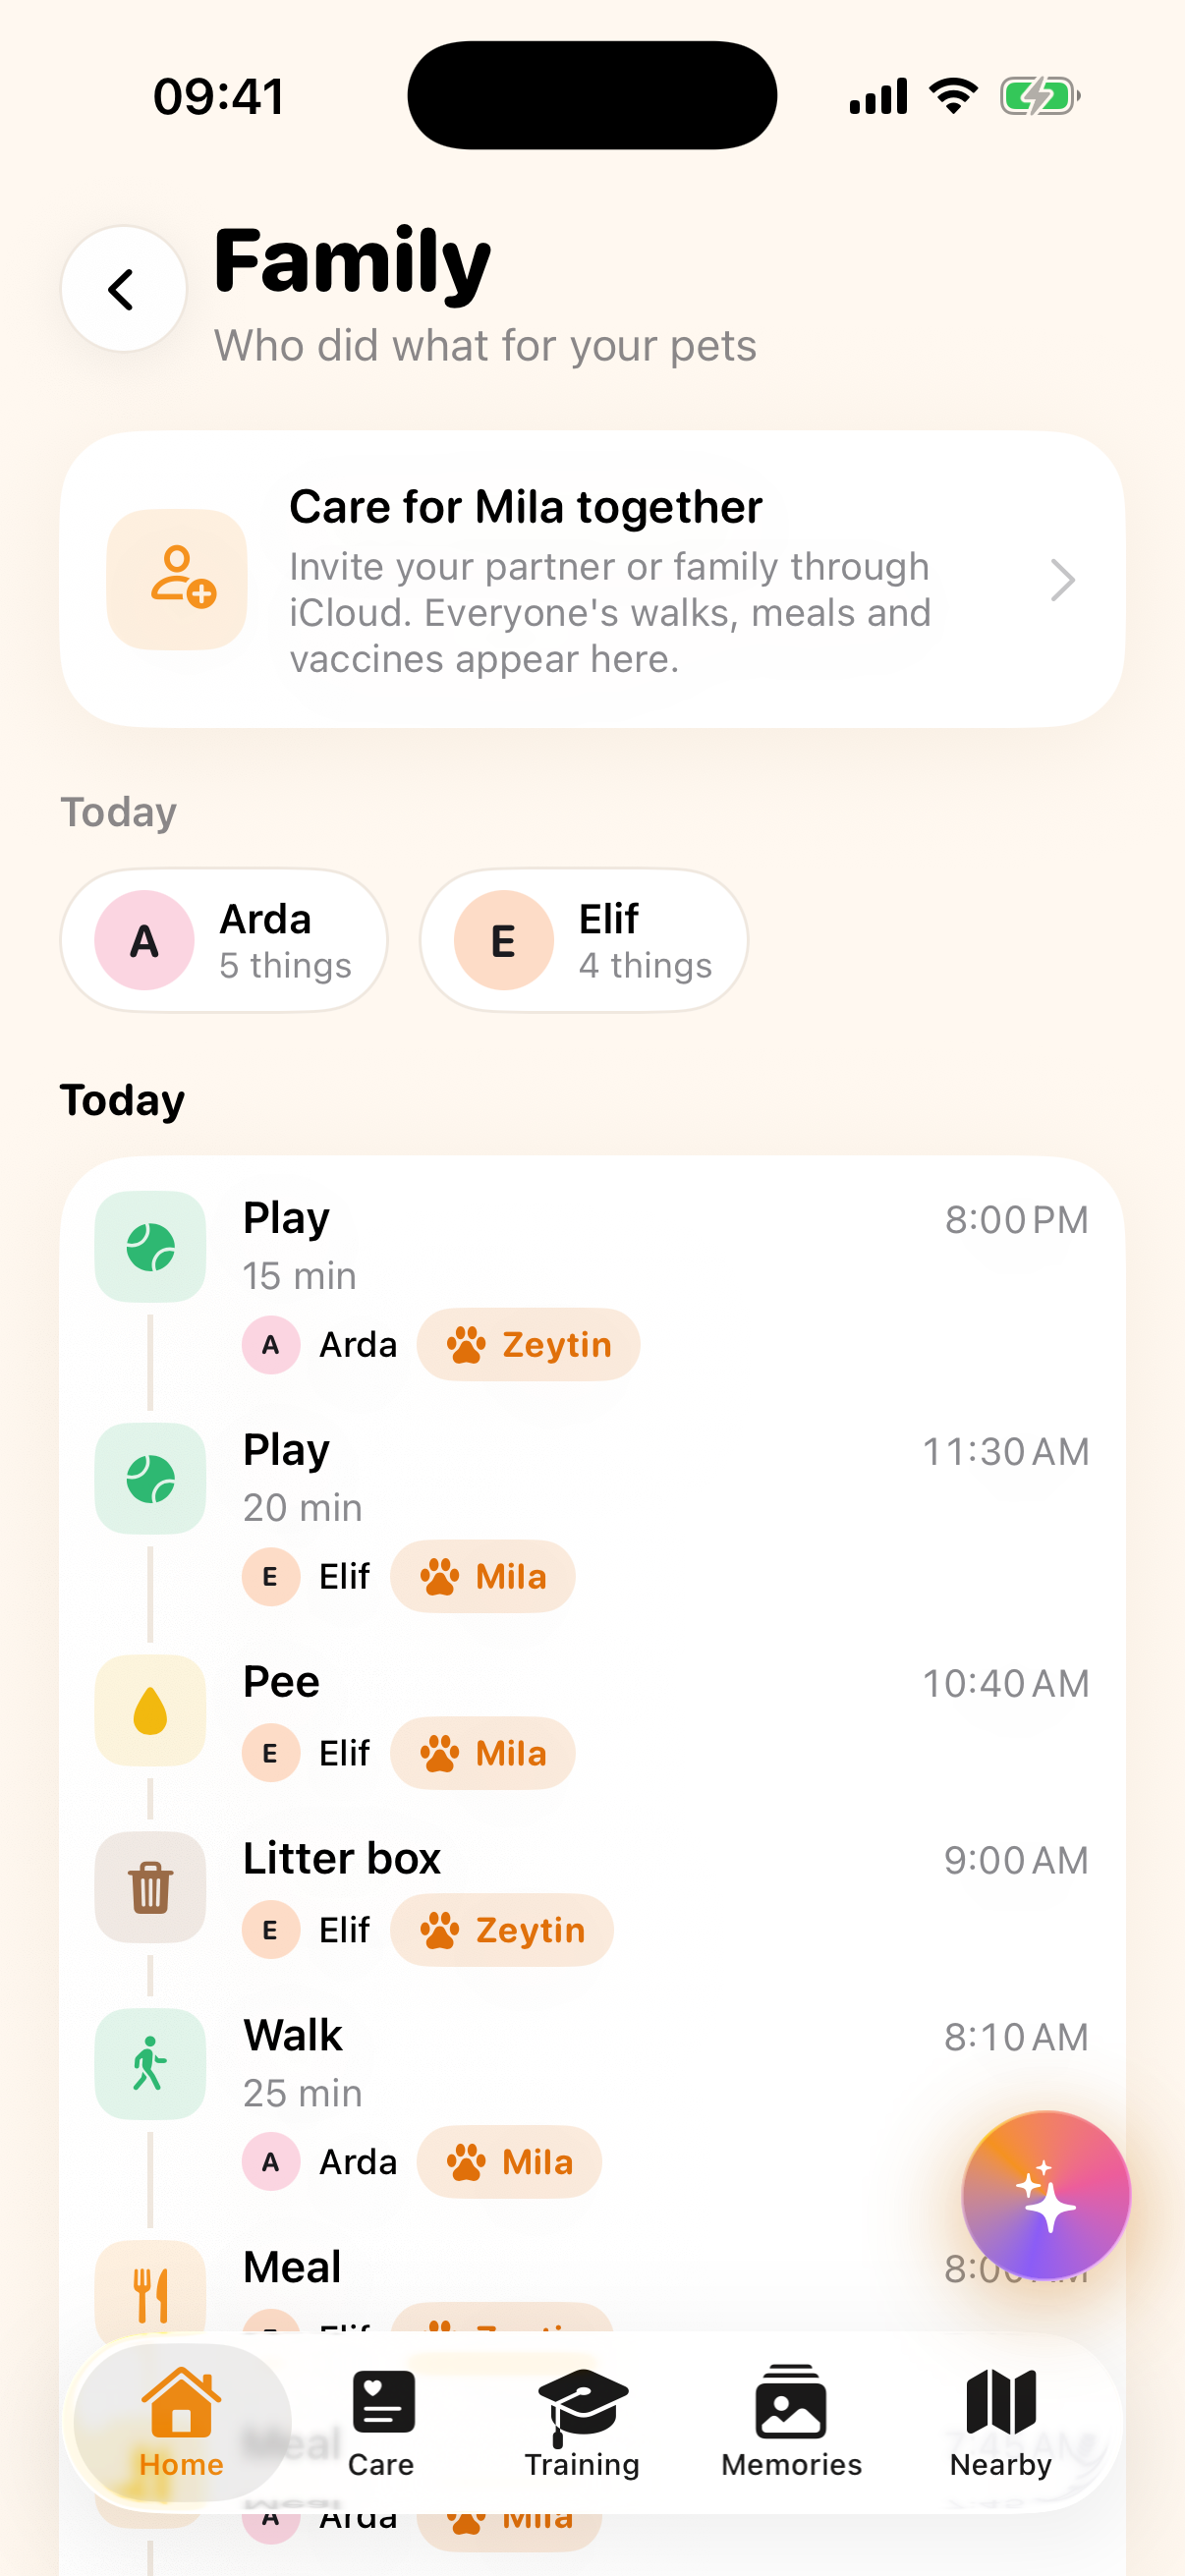 09:41
Family
Who did what for your pets
Care for Mila together
Invite your partner or family through
iCloud. Everyone's walks, meals and
vaccines appear here.
Today
A
Arda
5 things
E
Elif
4 things
Today
Play
8:00 PM
15 min
A Arda Zeytin
Play
11:30 AM
20 min
E Elif Mila
Pee
10:40 AM
E Elif Mila
Litter box
9:00 AM
E Elif Zeytin
Walk
8:10 AM
25 min
A Arda Mila
Meal
Meal
Home
Care
Training
Memories
Nearby
A Arda Mila